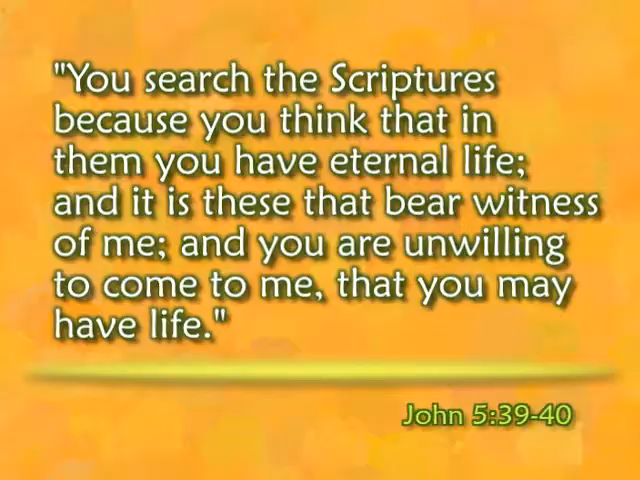 "You search the Scriptures
because you think that in
them you have eternal life;
and it is these that bear witness
of me; and you are unwilling
to come to me, that you may
have life."
John 5:39-40